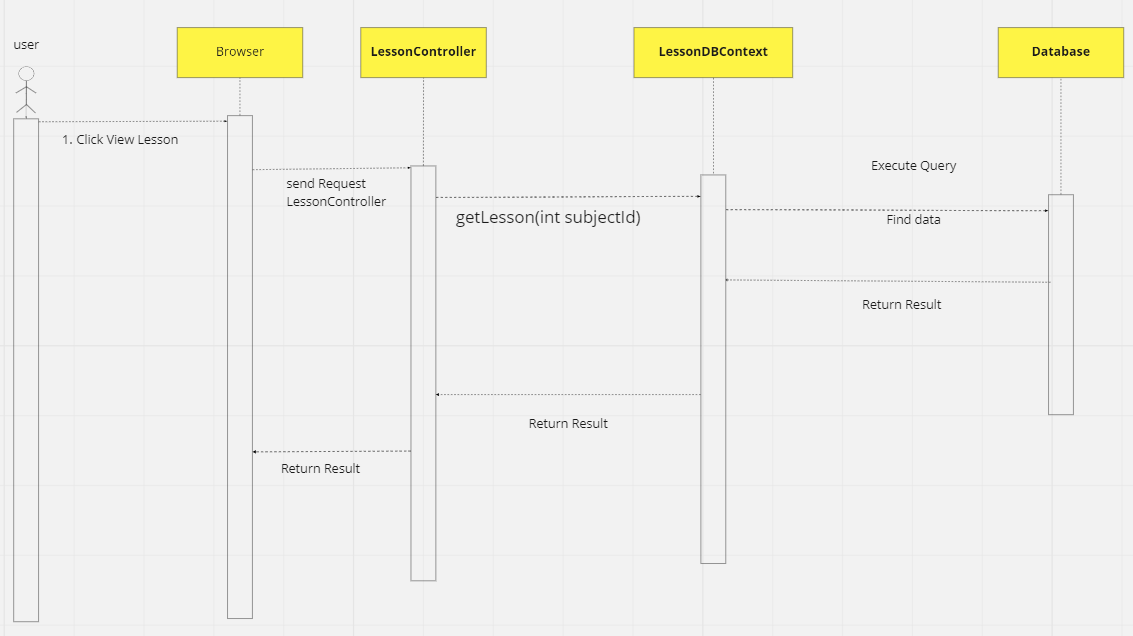 user
Browser
LessonController
LessonDBContext
Database
1. Click View Lesson
Execute Query
send Request
LessonController
getLesson(int subjectId)
Find data
Return Result
Return Result
Return Result